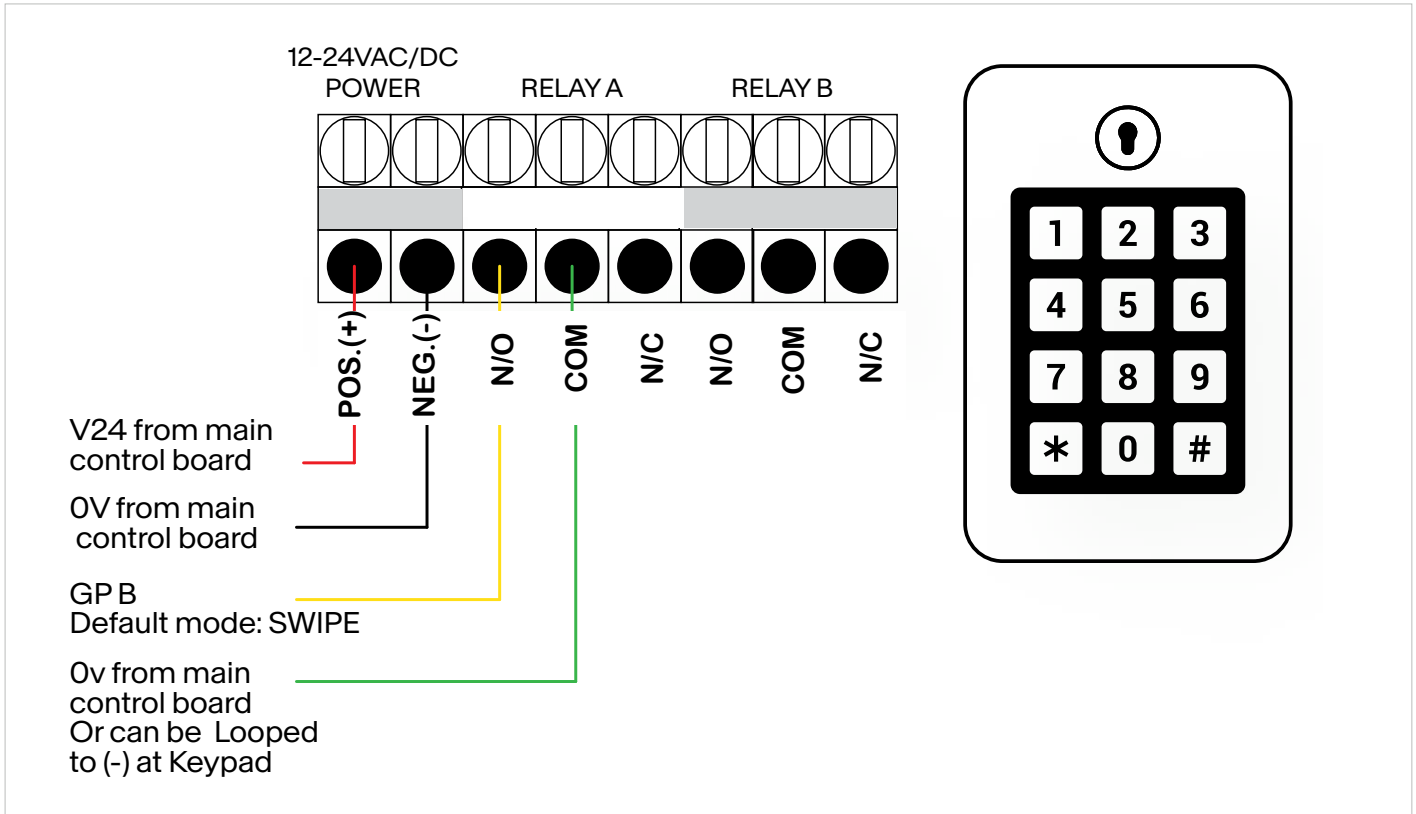 12-24VAC/DC
POWER
RELAY A
RELAY B
POS.(+)
NEG.(-)
N/O
COM
N/C
N/O
COM
N/C
V24 from main
control board
0V from main
control board
GP B
Default mode: SWIPE
0v from main
control board
Or can be Looped
to (-) at Keypad
1 2 3
4 5 6
7 8 9
* 0 #